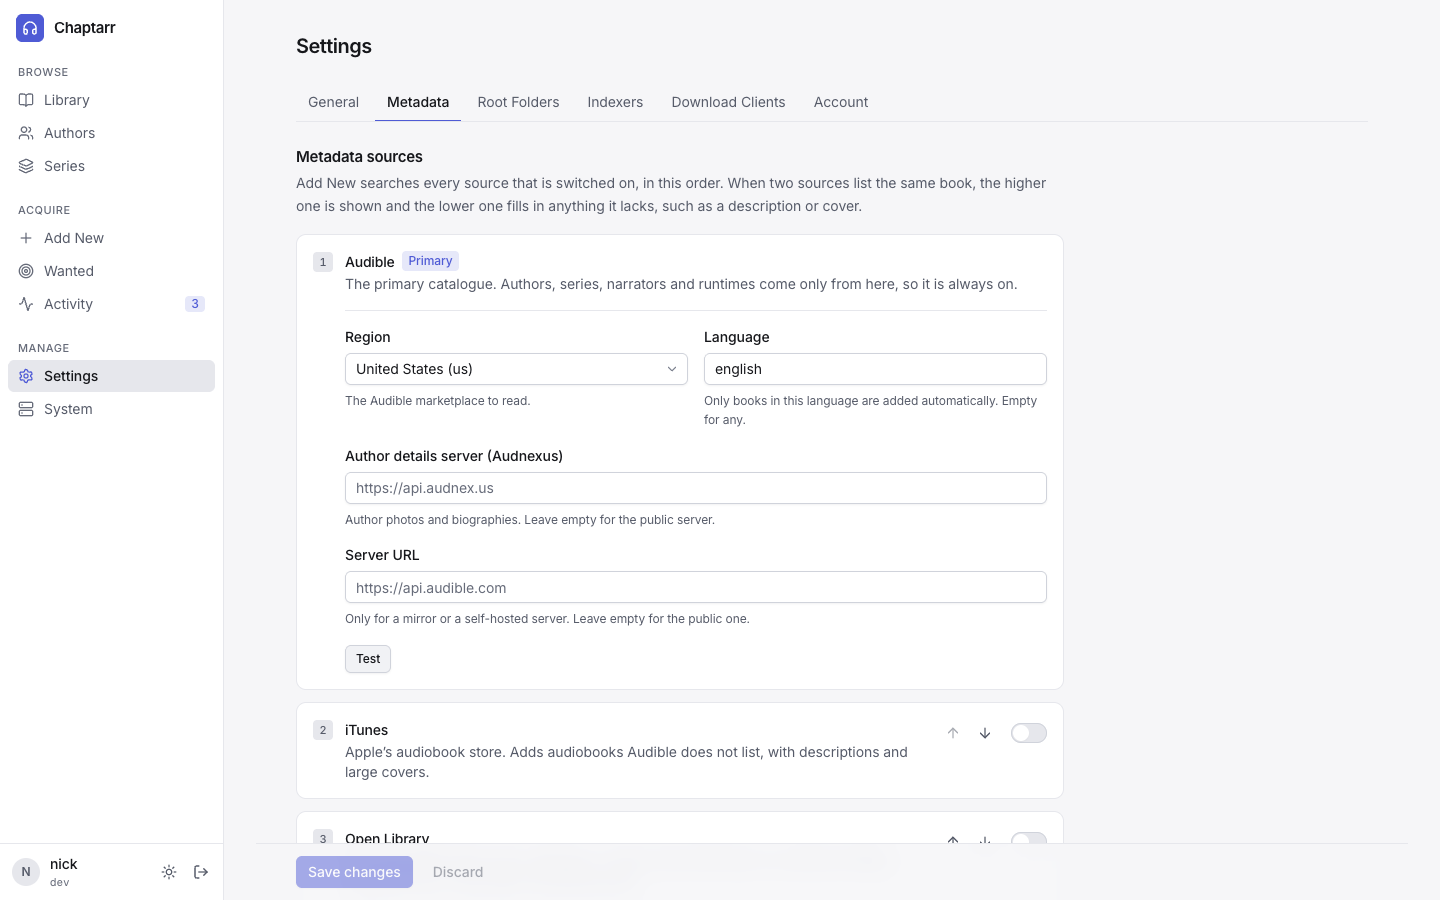 Chaptarr
BROWSE
Library
Authors
Series
ACQUIRE
Add New
Wanted
Activity 3
MANAGE
Settings
System
N nick
dev
Settings
General Metadata Root Folders Indexers Download Clients Account
Metadata sources
Add New searches every source that is switched on, in this order. When two sources list the same book, the higher
one is shown and the lower one fills in anything it lacks, such as a description or cover.
1 Audible Primary
The primary catalogue. Authors, series, narrators and runtimes come only from here, so it is always on.
Region Language
United States (us) english
The Audible marketplace to read. Only books in this language are added automatically. Empty
for any.
Author details server (Audnexus)
https://api.audnex.us
Author photos and biographies. Leave empty for the public server.
Server URL
https://api.audible.com
Only for a mirror or a self-hosted server. Leave empty for the public one.
Test
2 iTunes
Apple’s audiobook store. Adds audiobooks Audible does not list, with descriptions and
large covers.
3 Open Library
Save changes Discard